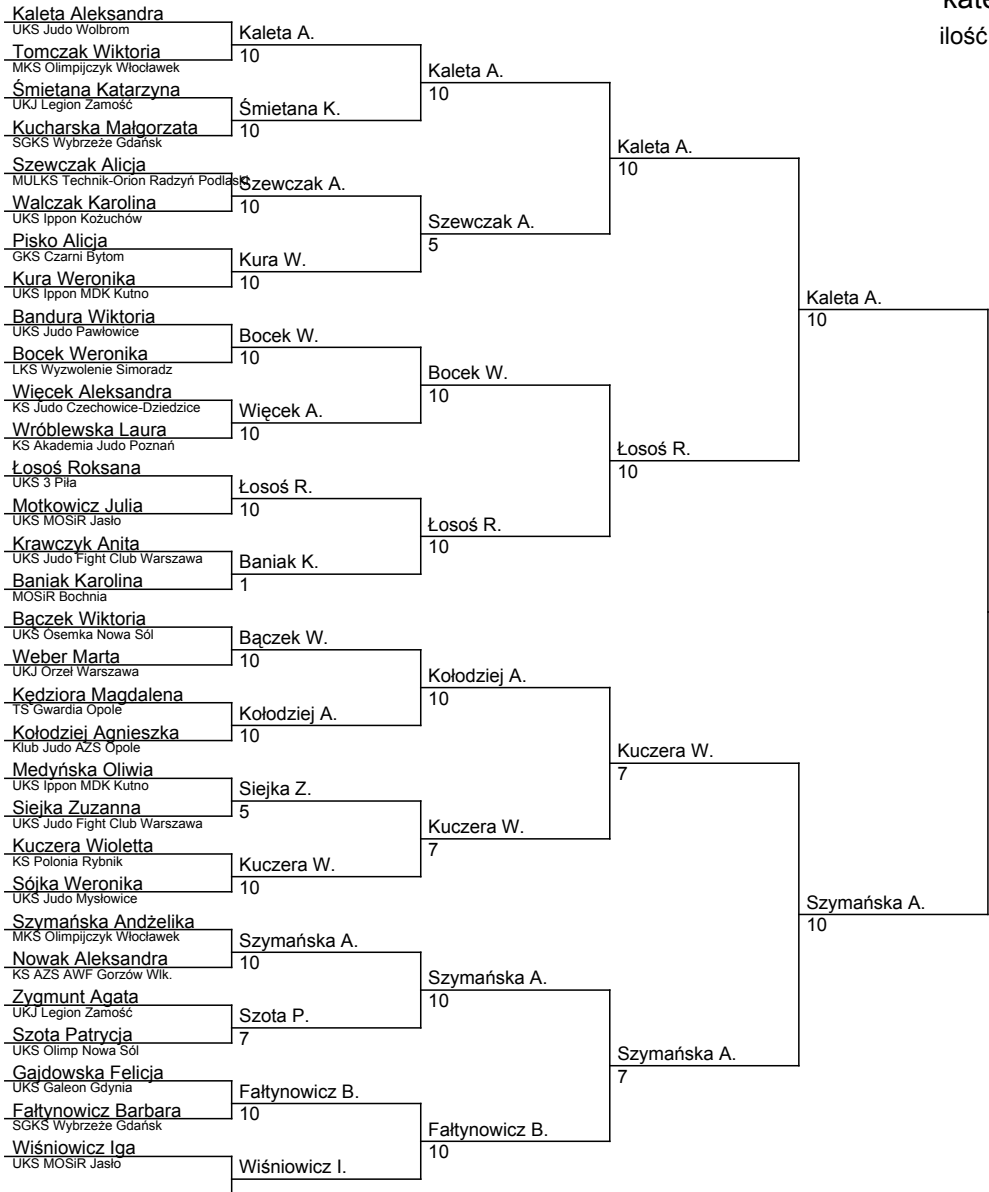 kate
ilość
Kaleta Aleksandra
UKS Judo Wolbrom
Tomczak Wiktoria
MKS Olimpijczyk Włocławek
Śmietana Katarzyna
UKJ Legion Zamość
Kucharska Małgorzata
SGKS Wybrzeże Gdańsk
Szewczak Alicja
MULKS Technik-Orion Radzyń Podlaski
Walczak Karolina
UKS Ippon Kożuchów
Pisko Alicja
GKS Czarni Bytom
Kura Weronika
UKS Ippon MDK Kutno
Bandura Wiktoria
UKS Judo Pawłowice
Bocek Weronika
LKS Wyzwolenie Simoradz
Więcek Aleksandra
KS Judo Czechowice-Dziedzice
Wróblewska Laura
KS Akademia Judo Poznań
Łosoś Roksana
UKS 3 Piła
Motkowicz Julia
UKS MOSiR Jasło
Krawczyk Anita
UKS Judo Fight Club Warszawa
Baniak Karolina
MOSiR Bochnia
Bączek Wiktoria
UKS Ósemka Nowa Sól
Weber Marta
UKJ Orzeł Warszawa
Kędziora Magdalena
TS Gwardia Opole
Kołodziej Agnieszka
Klub Judo AZS Opole
Medyńska Oliwia
UKS Ippon MDK Kutno
Siejka Zuzanna
UKS Judo Fight Club Warszawa
Kuczera Wioletta
KS Polonia Rybnik
Sójka Weronika
UKS Judo Mysłowice
Szymańska Andżelika
MKS Olimpijczyk Włocławek
Nowak Aleksandra
KS AZS AWF Gorzów Wlk.
Zygmunt Agata
UKJ Legion Zamość
Szota Patrycja
UKS Olimp Nowa Sól
Gajdowska Felicja
UKS Galeon Gdynia
Fałtynowicz Barbara
SGKS Wybrzeże Gdańsk
Wiśniowicz Iga
UKS MOSiR Jasło
Kaleta A.
10
Śmietana K.
10
Szewczak A.
10
Kura W.
10
Bocek W.
10
Więcek A.
10
Łosoś R.
10
Baniak K.
1
Bączek W.
10
Kołodziej A.
10
Siejka Z.
5
Kuczera W.
10
Szymańska A.
10
Szota P.
7
Fałtynowicz B.
10
Wiśniowicz I.
Kaleta A.
10
Szewczak A.
5
Bocek W.
10
Łosoś R.
10
Kołodziej A.
10
Kuczera W.
7
Szymańska A.
10
Fałtynowicz B.
10
Kaleta A.
10
Łosoś R.
10
Kuczera W.
7
Szymańska A.
7
Kaleta A.
10
Szymańska A.
10